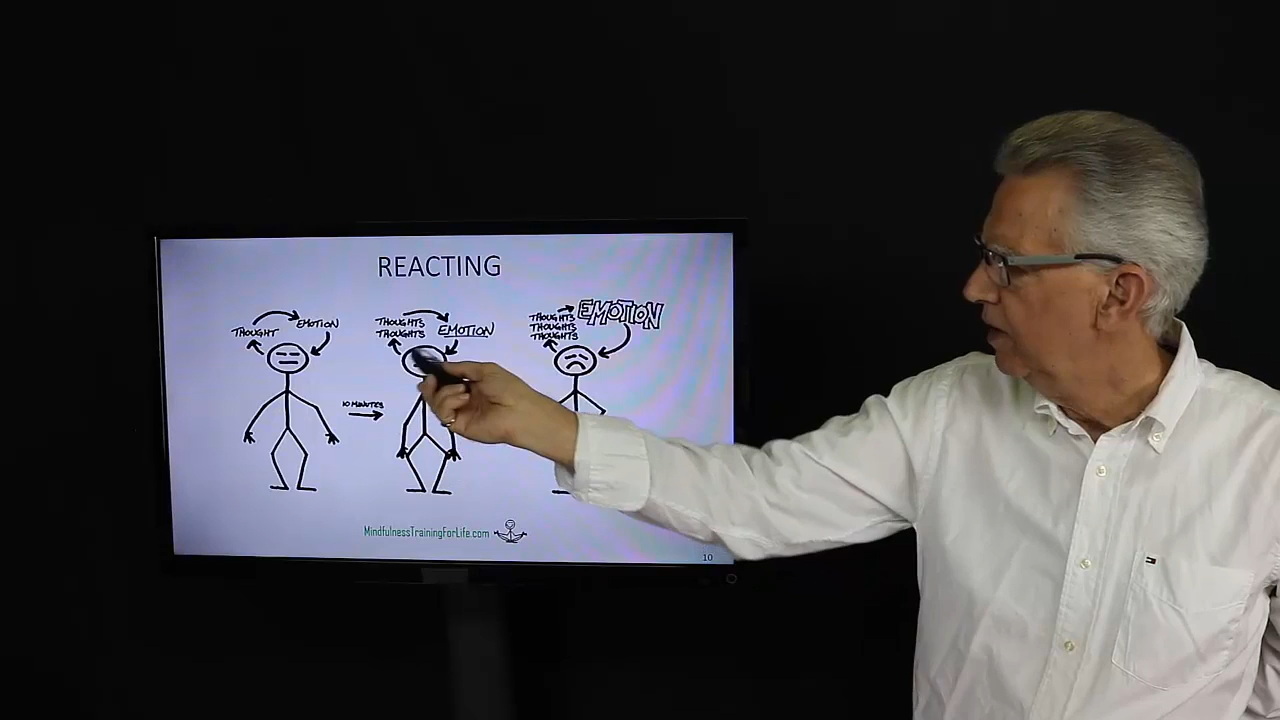 REACTING
THOUGHT
EMOTION
10 MINUTES
THOUGHTS
THOUGHTS
EMOTION
THOUGHTS
THOUGHTS
THOUGHTS
EMOTION
MindfulnessTrainingForLife.com
10